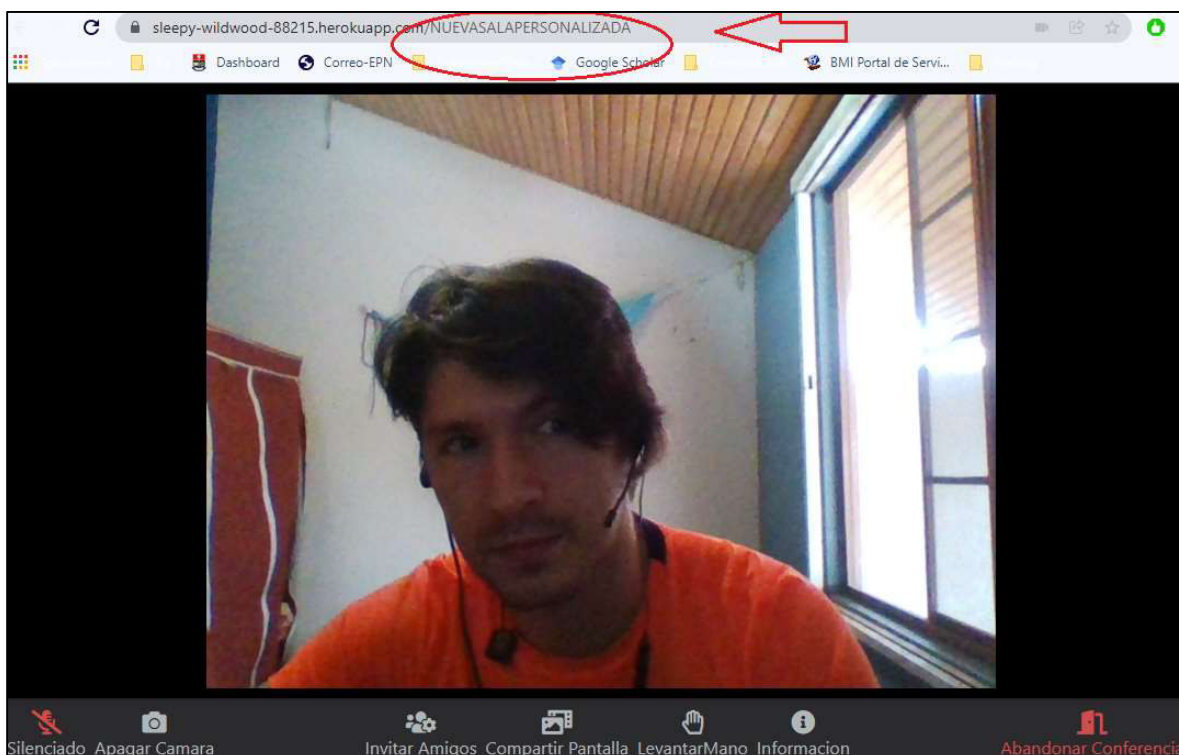 sleepy-wildwood-88215.herokuapp.com/NUEVASALAPERSONALIZADA
Dashboard Correo-EPN Google Scholar BMI Portal de Servi...
Silenciado Apagar Camara Invitar Amigos Compartir Pantalla LevantarMano Informacion Abandonar Conferencia